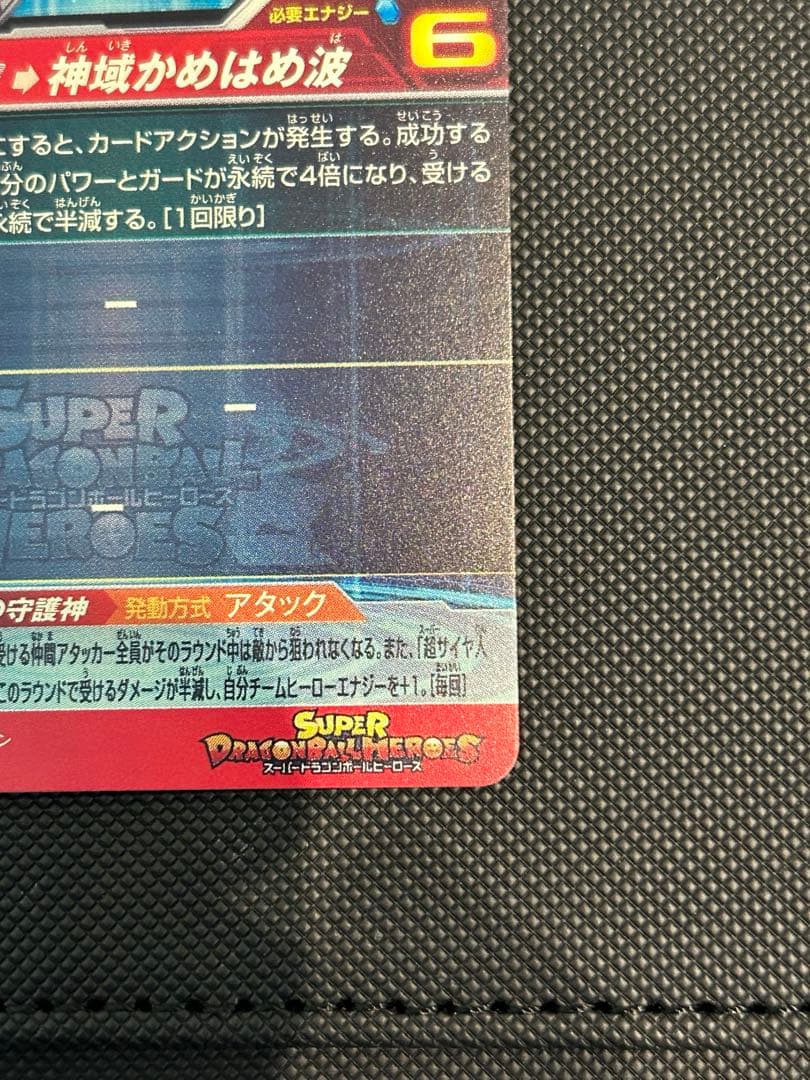 必要エナジー 6
➡神域かめはめ波
すると、カードアクションが発生する。成功する
分のパワーとガードが永続で4倍になり、受ける
続で半減する。[1回限り]
SUPER
DRAGONBALL
スードラゴンボールヒーローズ
HEROES
守護神 発動方式 アタック
受ける仲間アタッカー全員がそのラウンド中は敵から狙われなくなる。また、「超サイヤ人
このラウンドで受けるダメージが半減し、自分チームヒーローエナジーを+1。[毎回]
SUPER
DRAGONBALL HEROES
スーパードラゴンボールヒーローズ